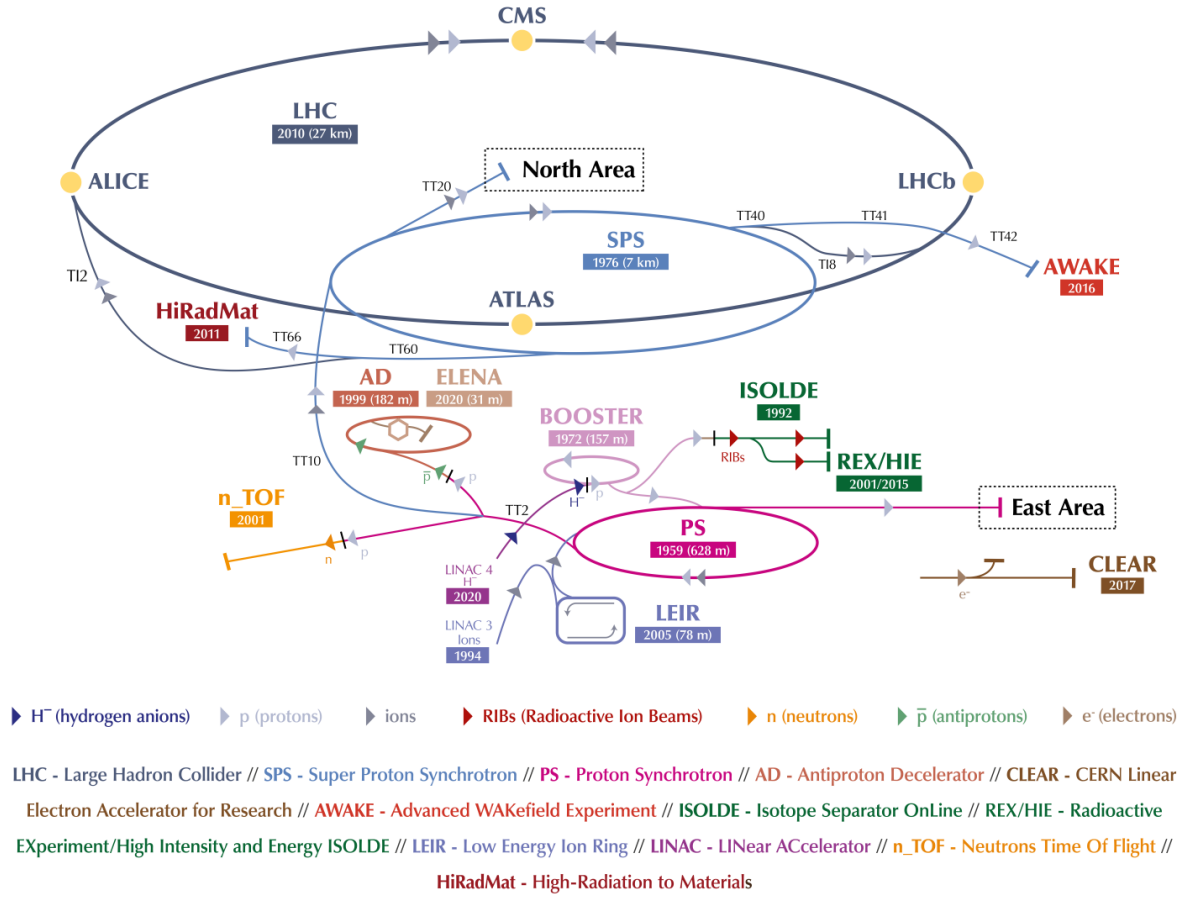 CMS
LHC
2010 (27 km)
North Area
ALICE
TT20
LHCb
TT40
TT41
TT42
SPS
1976 (7 km)
TI8
AWAKE
2016
TI2
ATLAS
HiRadMat
2011
TT66
TT60
AD
1999 (182 m)
ELENA
2020 (31 m)
ISOLDE
1992
BOOSTER
1972 (157 m)
RIBs
REX/HIE
2001/2015
TT10
p̅
p
H⁻
p
n_TOF
2001
TT2
East Area
PS
1959 (628 m)
n
p
LINAC 4
H⁻
2020
CLEAR
2017
e⁻
LINAC 3
Ions
1994
LEIR
2005 (78 m)
H⁻ (hydrogen anions)
p (protons)
ions
RIBs (Radioactive Ion Beams)
n (neutrons)
p̅ (antiprotons)
e⁻ (electrons)
LHC - Large Hadron Collider // SPS - Super Proton Synchrotron // PS - Proton Synchrotron // AD - Antiproton Decelerator // CLEAR - CERN Linear
Electron Accelerator for Research // AWAKE - Advanced WAKefield Experiment // ISOLDE - Isotope Separator OnLine // REX/HIE - Radioactive
EXperiment/High Intensity and Energy ISOLDE // LEIR - Low Energy Ion Ring // LINAC - LINear ACcelerator // n_TOF - Neutrons Time Of Flight //
HiRadMat - High-Radiation to Materials